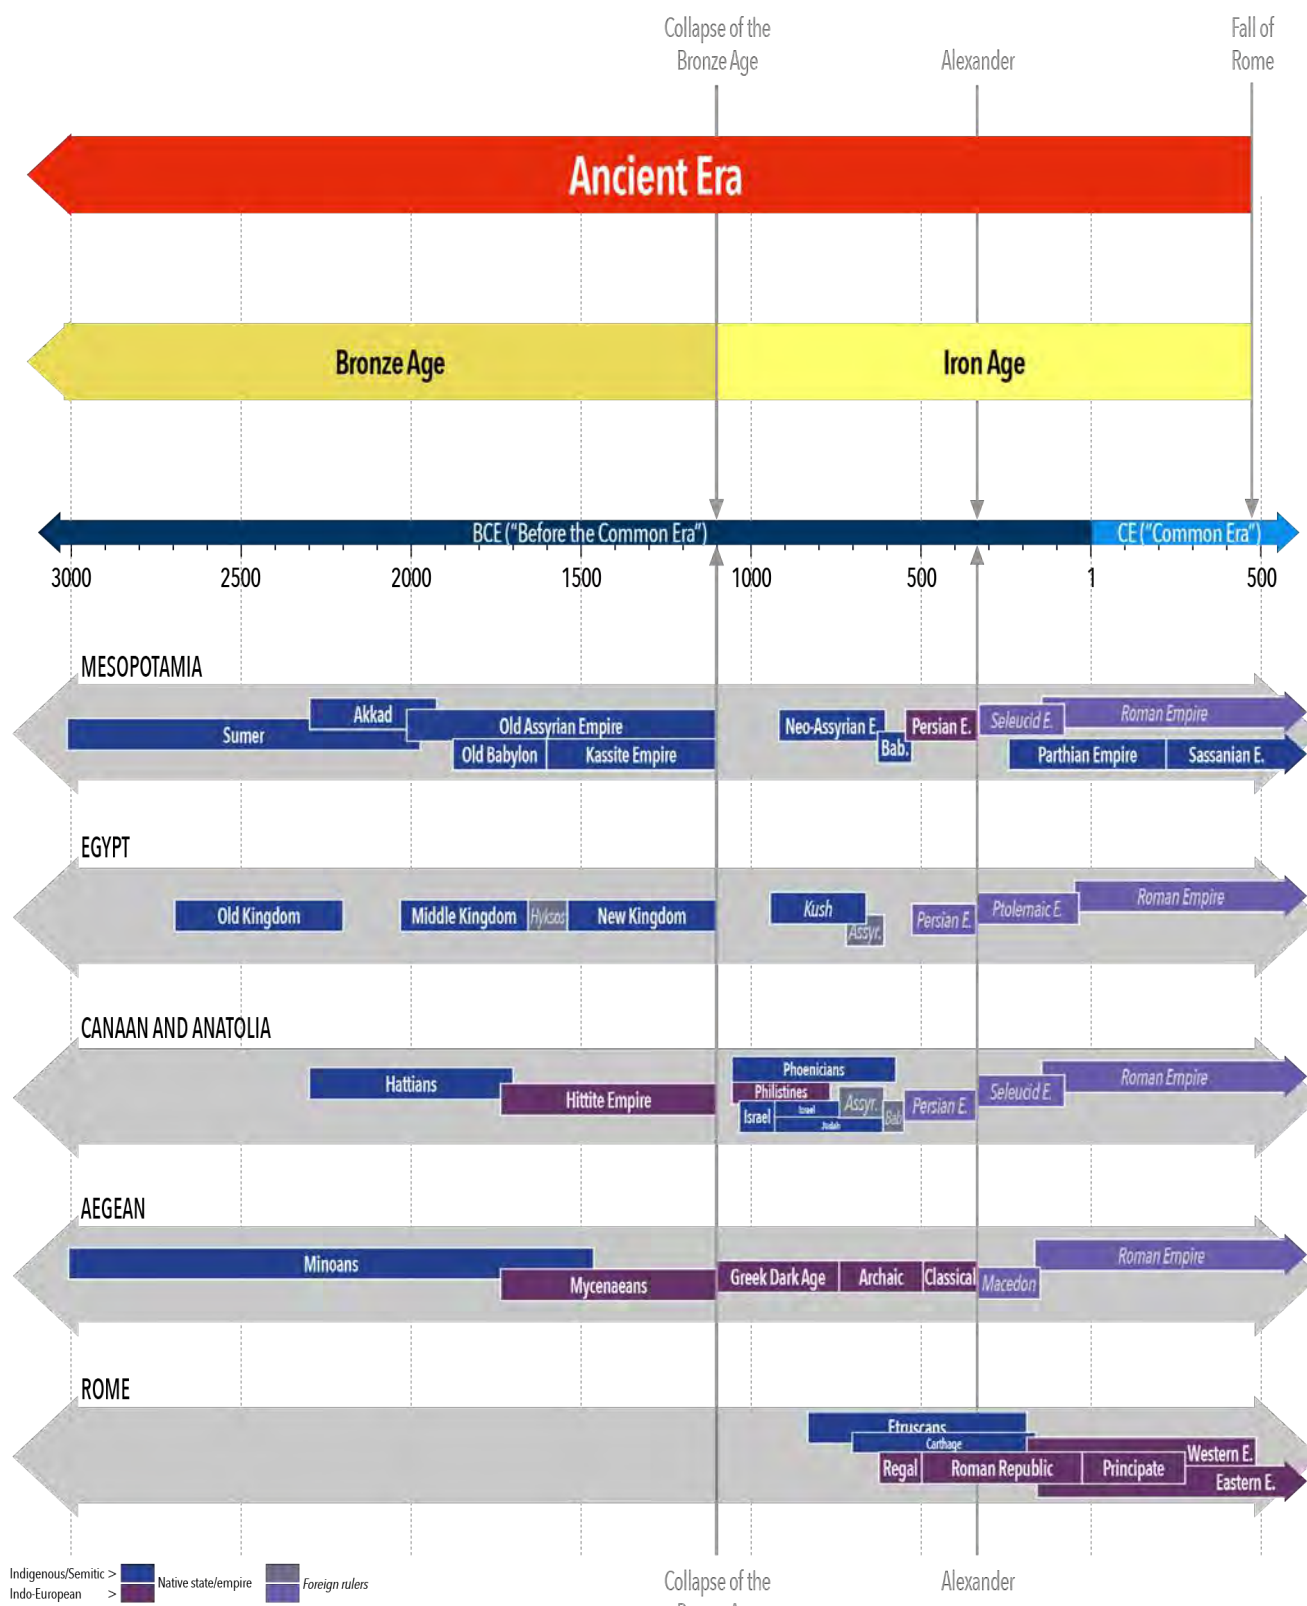 Collapse of the
Bronze Age
Alexander
Fall of
Rome
Ancient Era
Bronze Age
Iron Age
BCE ("Before the Common Era")
CE ("Common Era")
3000
2500
2000
1500
1000
500
1
500
MESOPOTAMIA
Sumer
Akkad
Old Assyrian Empire
Old Babylon
Kassite Empire
Neo-Assyrian E.
Bab.
Persian E.
Seleucid E.
Roman Empire
Parthian Empire
Sassanian E.
EGYPT
Old Kingdom
Middle Kingdom
Hyksos
New Kingdom
Kush
Assyr.
Persian E.
Ptolemaic E.
Roman Empire
CANAAN AND ANATOLIA
Hattians
Hittite Empire
Phoenicians
Philistines
Israel
Israel
Judah
Assyr.
Bab
Persian E.
Seleucid E.
Roman Empire
AEGEAN
Minoans
Mycenaeans
Greek Dark Age
Archaic
Classical
Macedon
Roman Empire
ROME
Etruscans
Carthage
Regal
Roman Republic
Principate
Western E.
Eastern E.
Indigenous/Semitic >
Indo-European >
Native state/empire
Foreign rulers
Collapse of the
Alexander